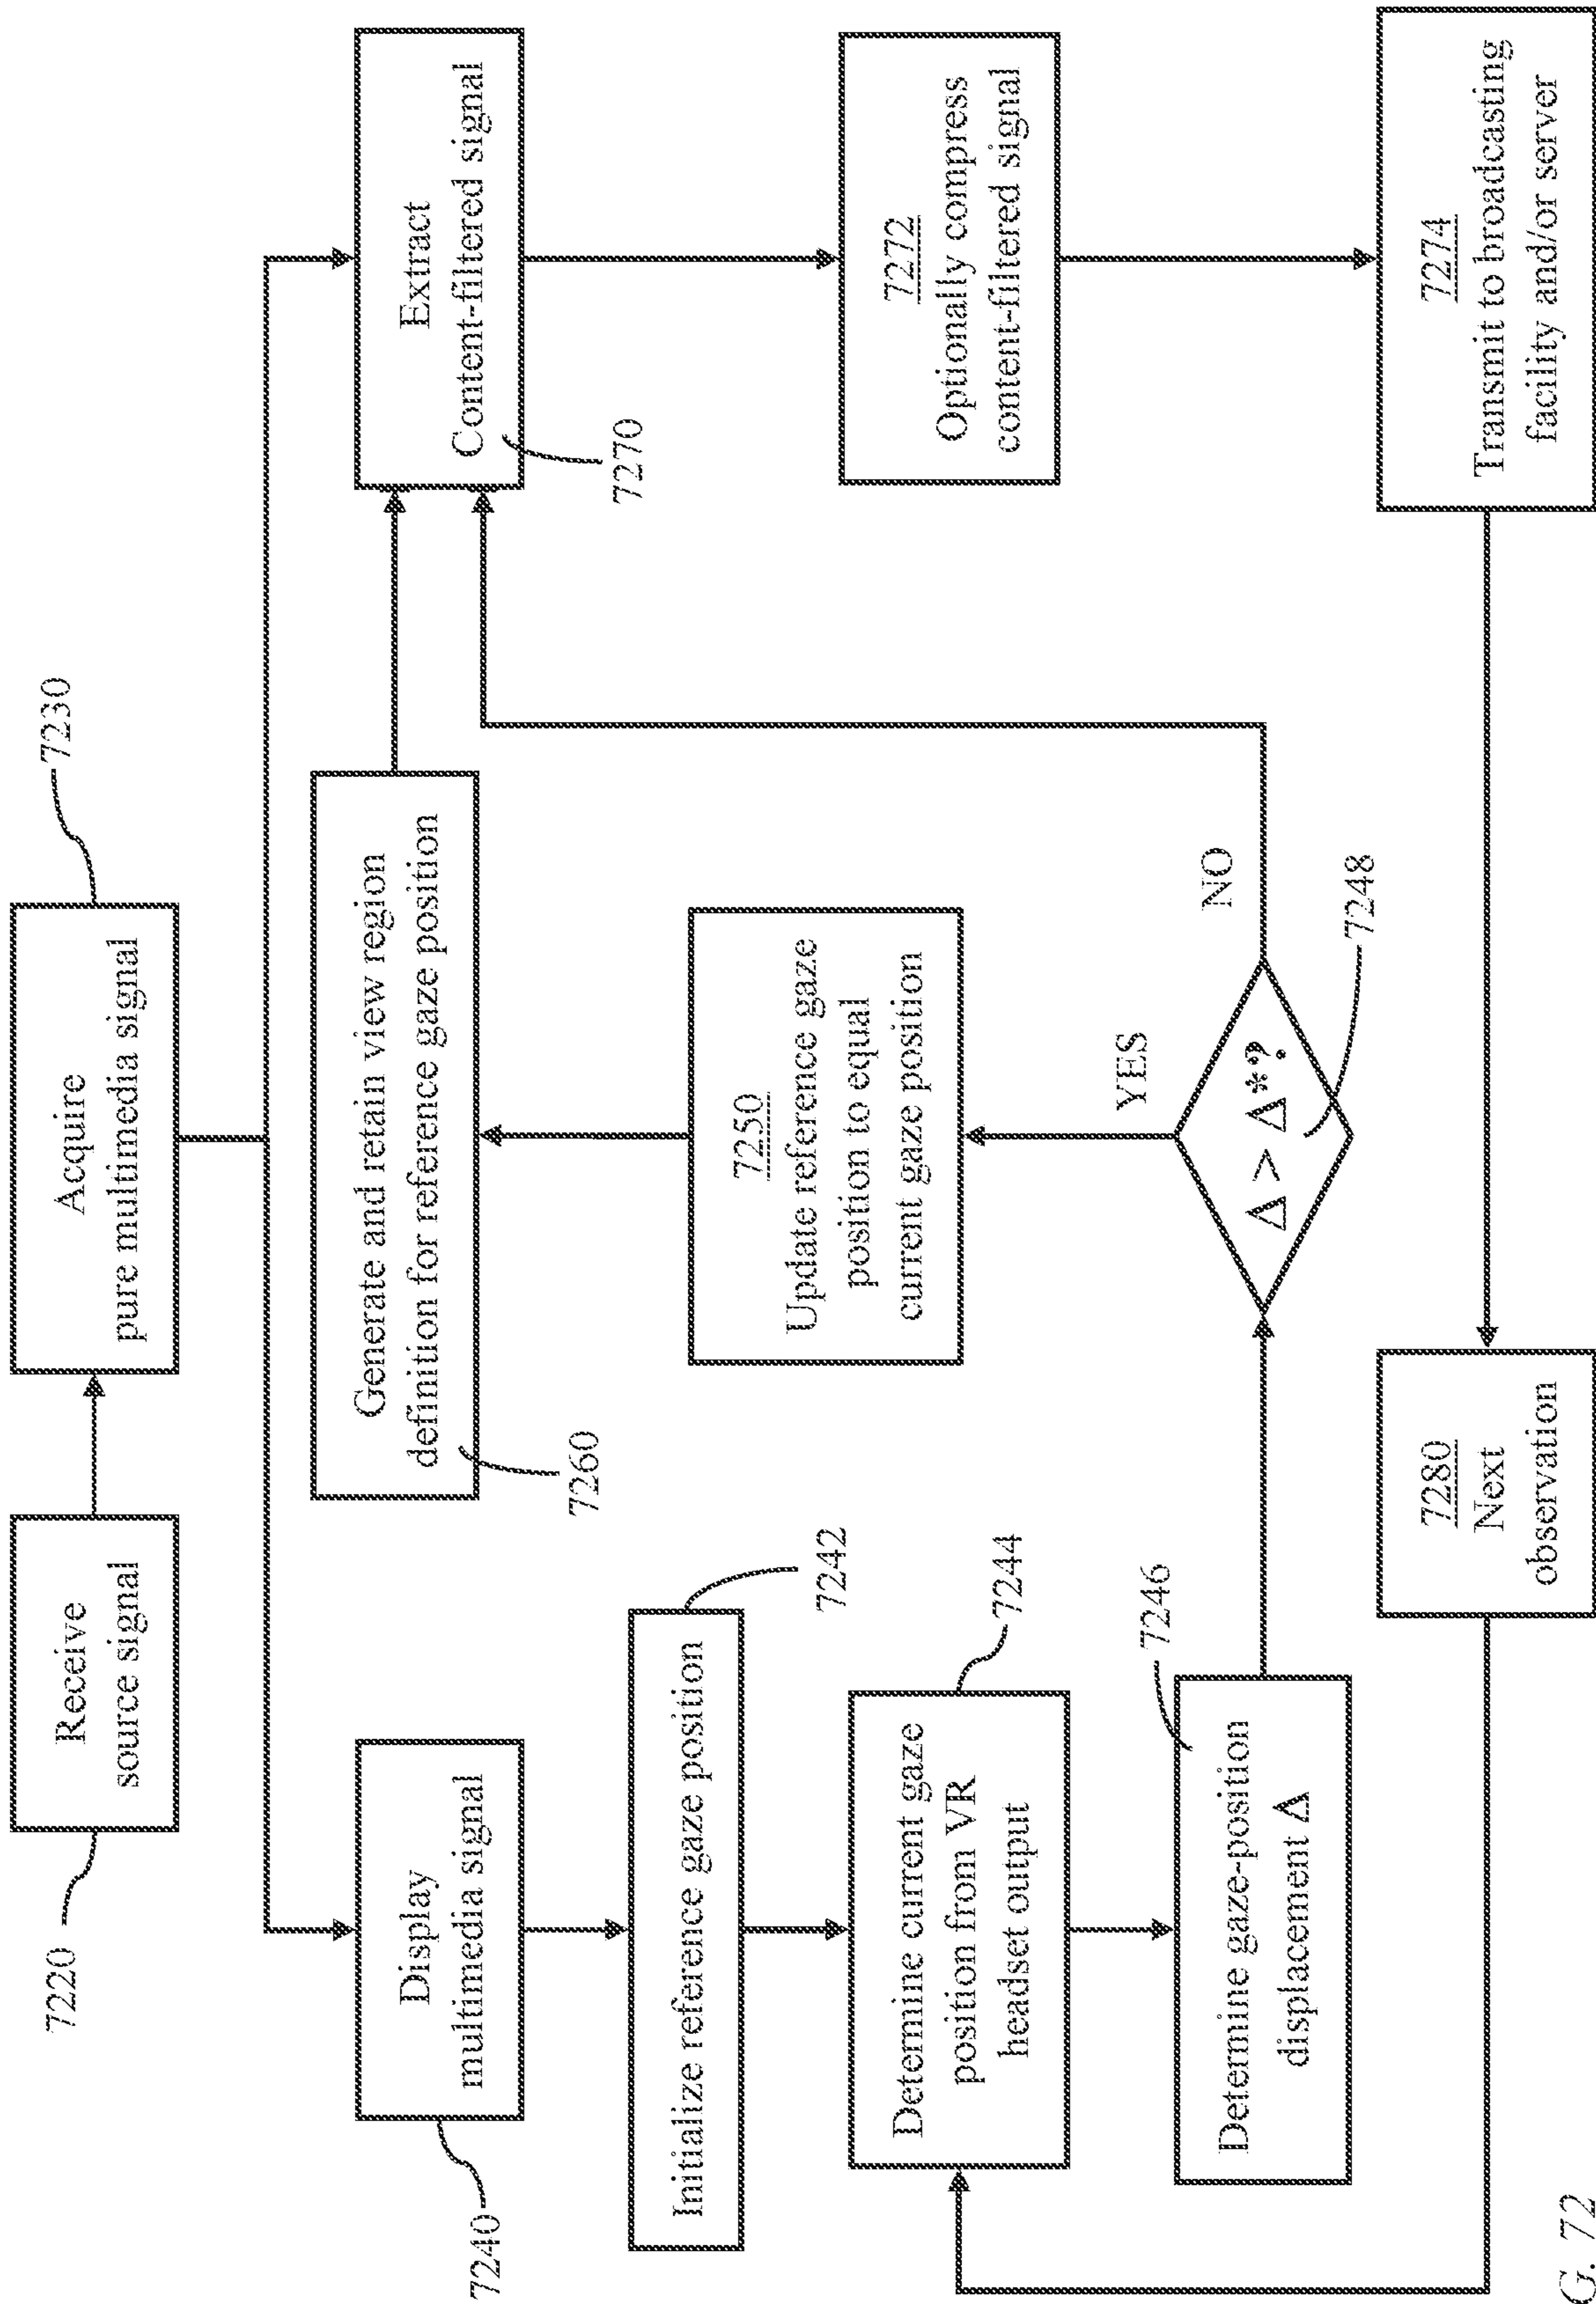 7220
Receive
source signal
Acquire
pure multimedia signal
7230
7240
Display
multimedia signal
Generate and retain view region
definition for reference gaze position
7260
Extract
Content-filtered signal
7270
Initialize reference gaze position
7242
7250
Update reference gaze
position to equal
current gaze position
7272
Optionally compress
content-filtered signal
Determine current gaze
position from VR
headset output
7244
YES
NO
Determine gaze-position
displacement Δ
7246
Δ > Δ*?
7248
7280
Next
observation
7274
Transmit to broadcasting
facility and/or server
G. 72